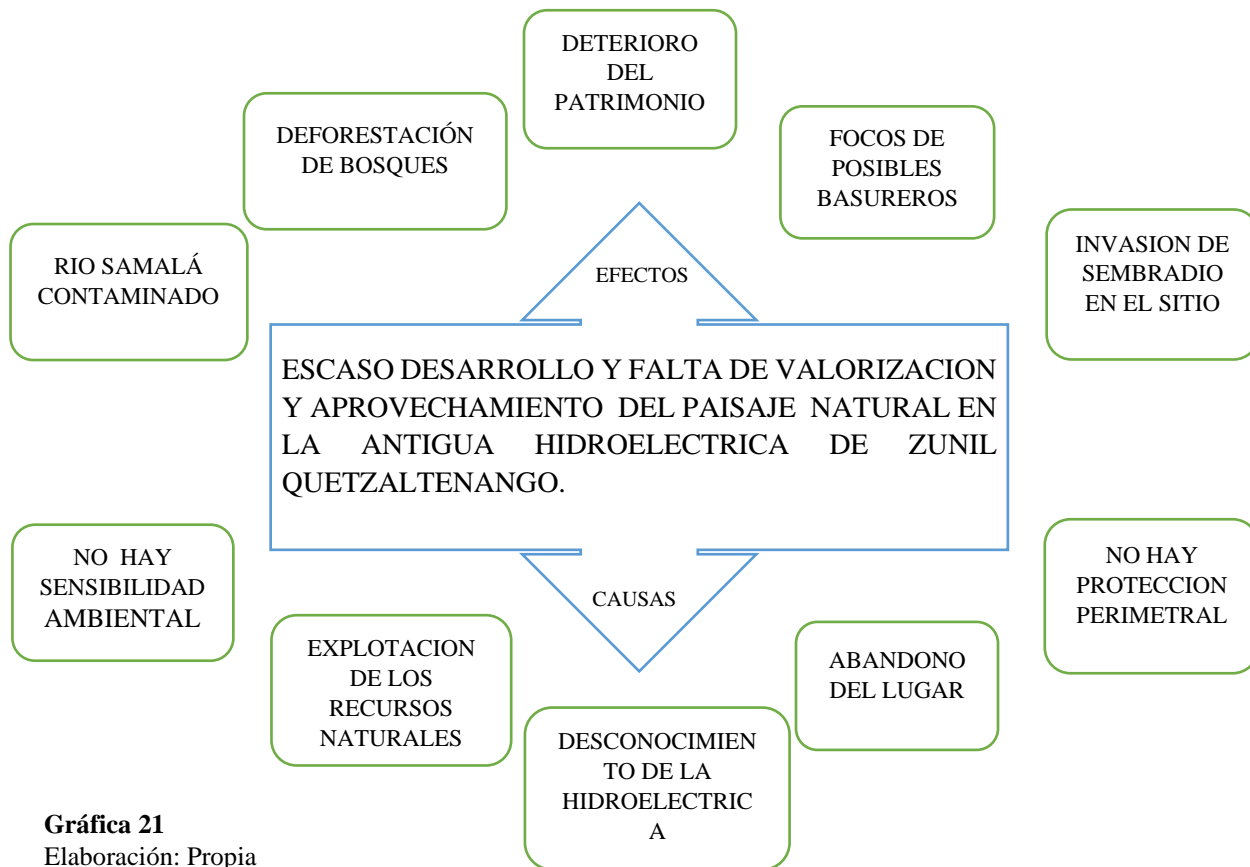 DETERIORO
DEL
PATRIMONIO
DEFORESTACIÓN
DE BOSQUES
FOCOS DE
POSIBLES
BASUREROS
RIO SAMALÁ
CONTAMINADO
INVASION DE
SEMBRADIO
EN EL SITIO
EFECTOS
ESCASO DESARROLLO Y FALTA DE VALORIZACION
Y APROVECHAMIENTO DEL PAISAJE NATURAL EN
LA ANTIGUA HIDROELECTRICA DE ZUNIL
QUETZALTENANGO.
CAUSAS
NO HAY
SENSIBILIDAD
AMBIENTAL
EXPLOTACION
DE LOS
RECURSOS
NATURALES
DESCONOCIMIEN
TO DE LA
HIDROELECTRIC
A
ABANDONO
DEL LUGAR
NO HAY
PROTECCION
PERIMETRAL
Gráfica 21
Elaboración: Propia